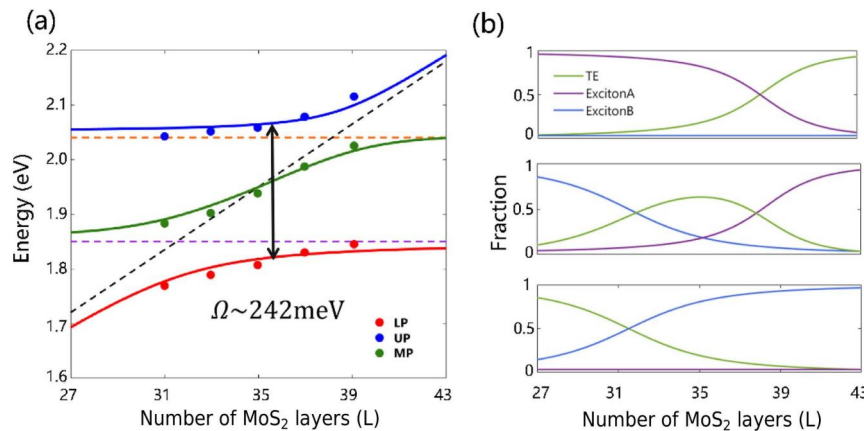 (a)
2.2
2.1
2.0
1.9
1.8
1.7
1.6
Energy (eV)
Ω~242meV
LP
UP
MP
27
31
35
39
43
Number of MoS₂ layers (L)
(b)
1
0.5
0
TE
ExcitonA
ExcitonB
1
0.5
0
1
0.5
0
Fraction
27
31
35
39
43
Number of MoS₂ layers (L)